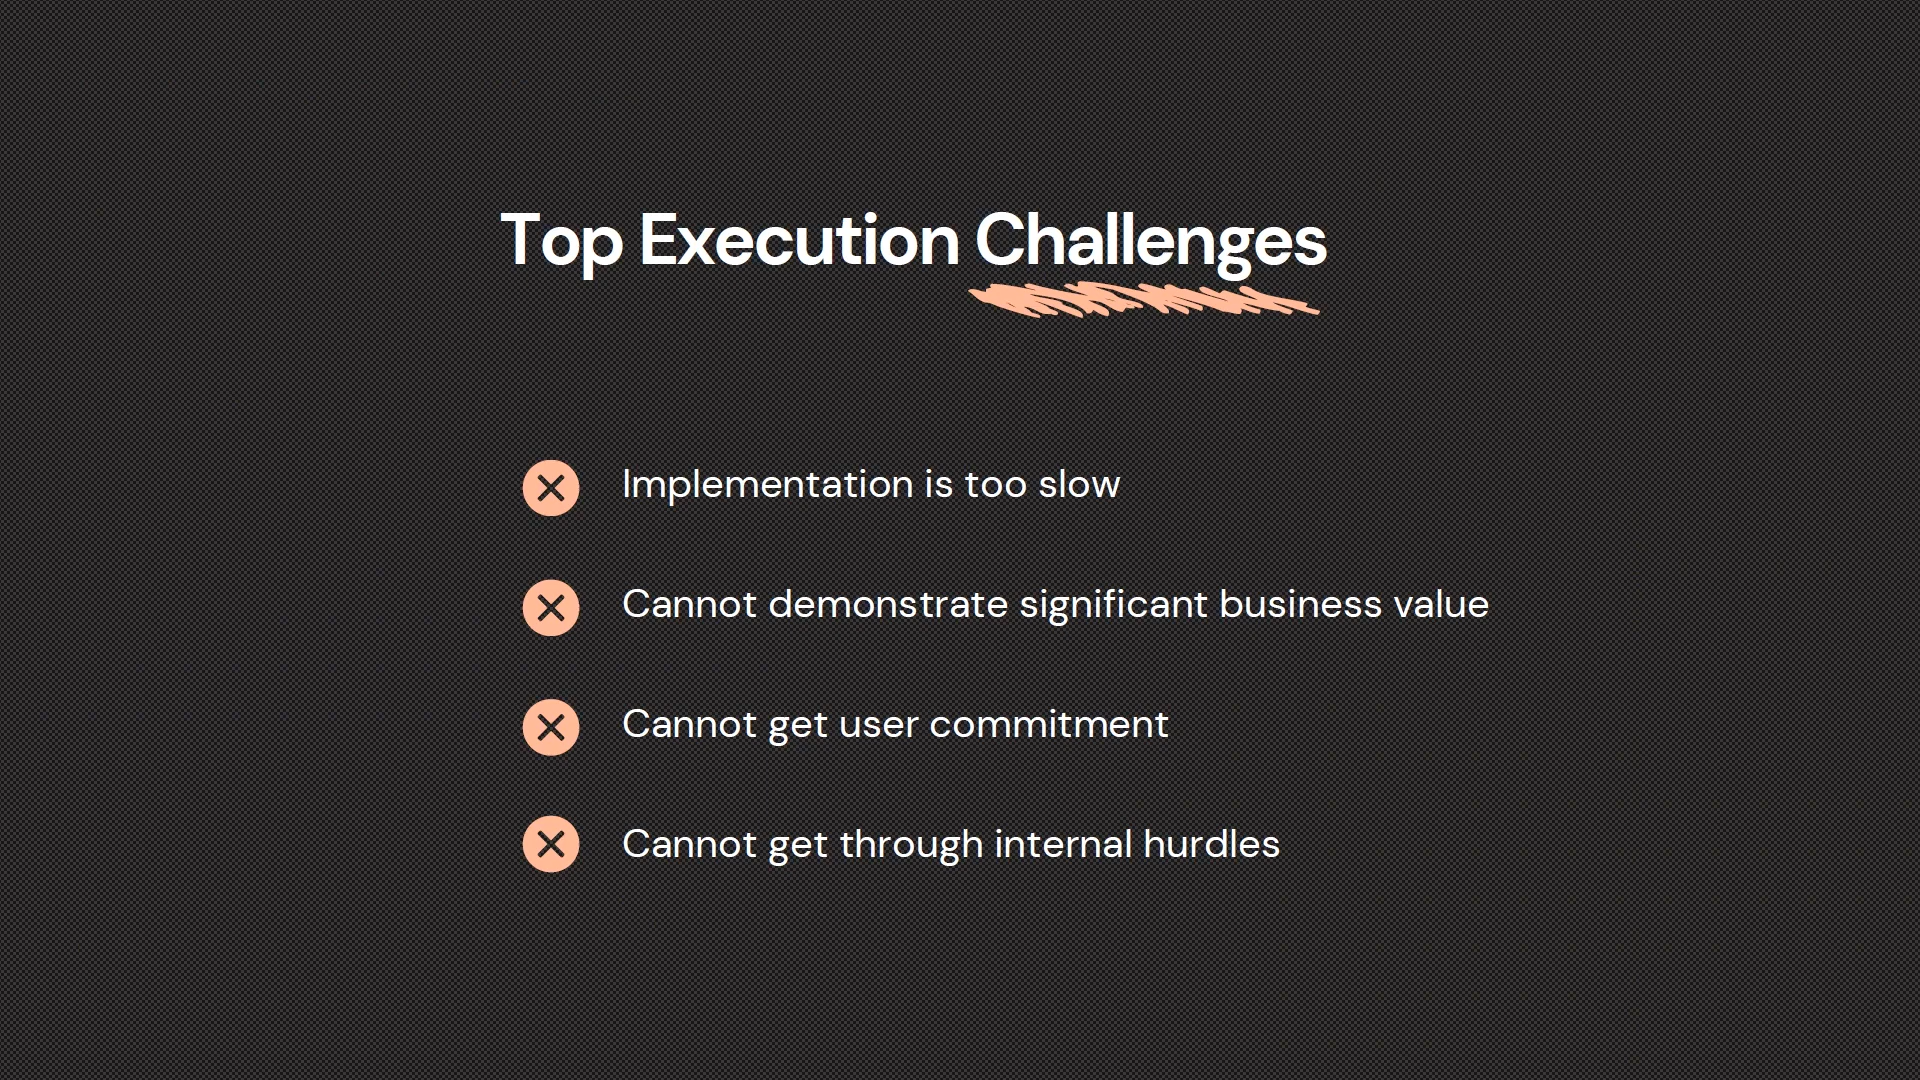 Top Execution Challenges
Implementation is too slow
Cannot demonstrate significant business value
Cannot get user commitment
Cannot get through internal hurdles